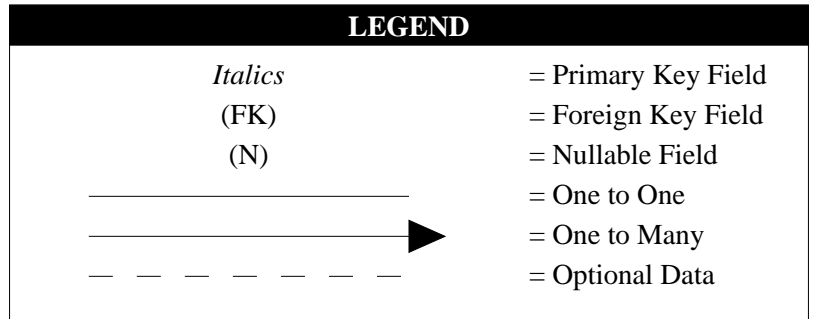 LEGEND
Italics = Primary Key Field
(FK) = Foreign Key Field
(N) = Nullable Field
= One to One
= One to Many
= Optional Data